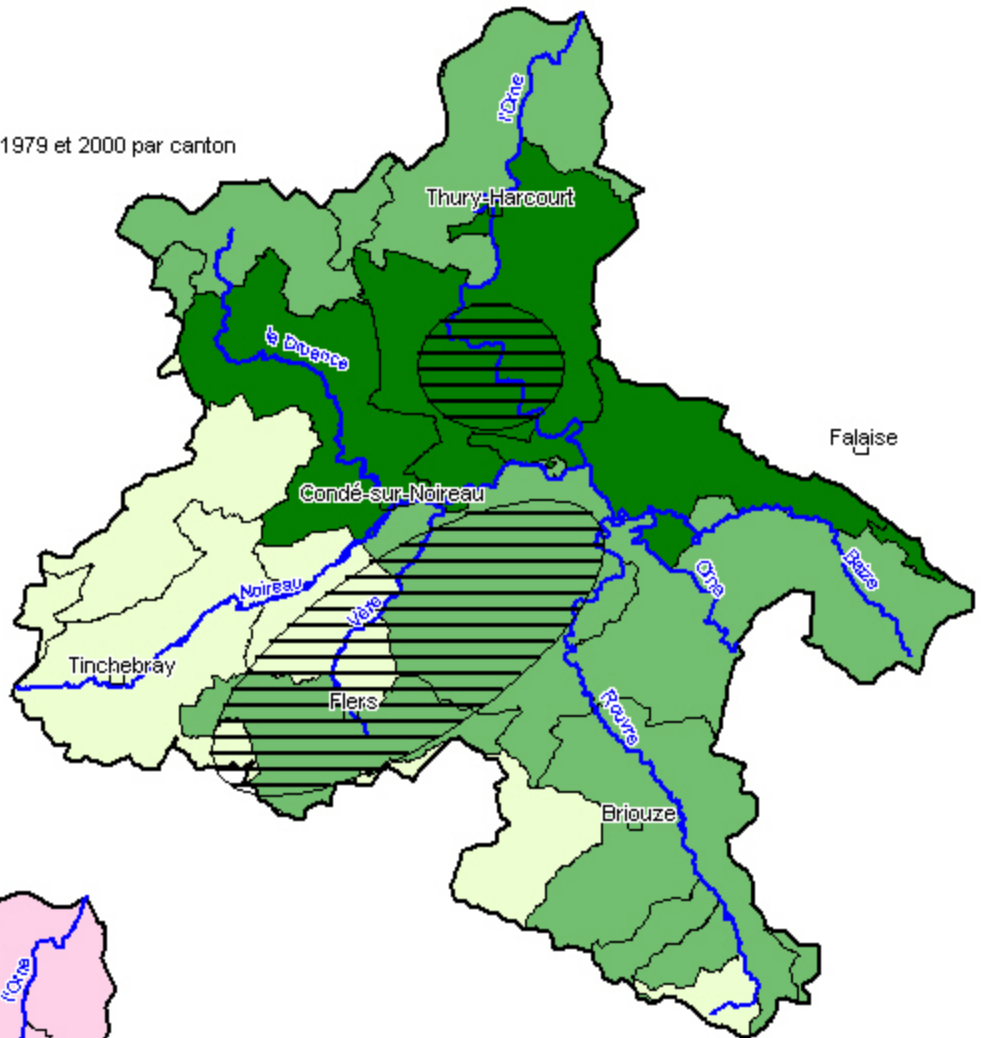 l'Orne
1979 et 2000 par canton
Thury-Harcourt
la Druance
Falaise
Condé-sur-Noireau
Baize
Orne
Noireau
Vère
Tinchebray
Flers
Rouvre
Briouze
l'Orne